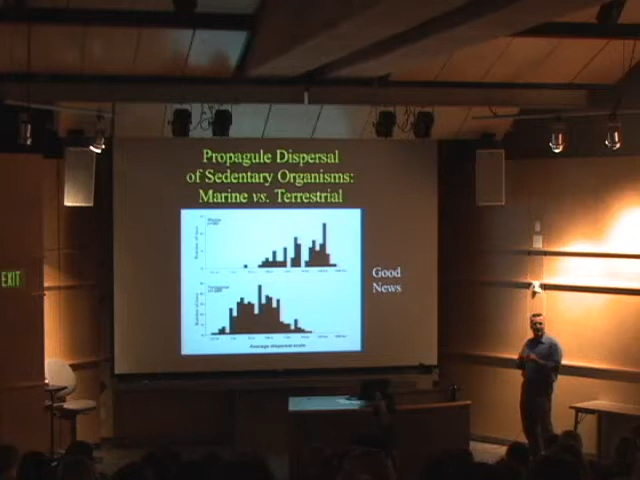 Propagule Dispersal
of Sedentary Organisms:
Marine vs. Terrestrial
Good
News
EXIT